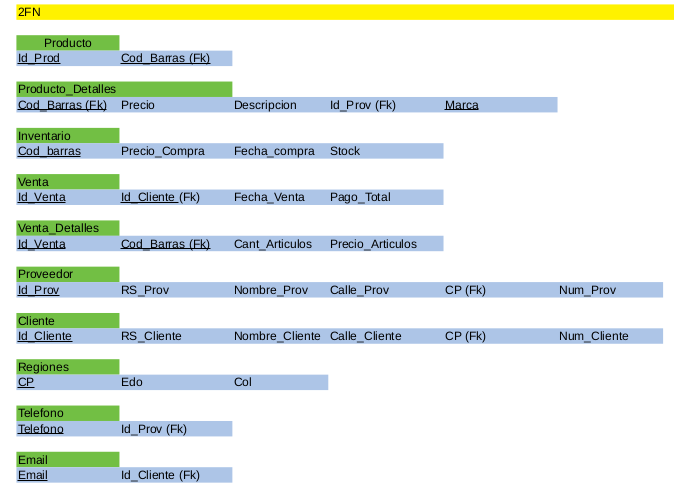 2FN
Producto
Id_Prod Cod_Barras (Fk)
Producto_Detalles
Cod_Barras (Fk) Precio Descripcion Id_Prov (Fk) Marca
Inventario
Cod_barras Precio_Compra Fecha_compra Stock
Venta
Id_Venta Id_Cliente (Fk) Fecha_Venta Pago_Total
Venta_Detalles
Id_Venta Cod_Barras (Fk) Cant_Articulos Precio_Articulos
Proveedor
Id_Prov RS_Prov Nombre_Prov Calle_Prov CP (Fk) Num_Prov
Cliente
Id_Cliente RS_Cliente Nombre_Cliente Calle_Cliente CP (Fk) Num_Cliente
Regiones
CP Edo Col
Telefono
Telefono Id_Prov (Fk)
Email
Email Id_Cliente (Fk)